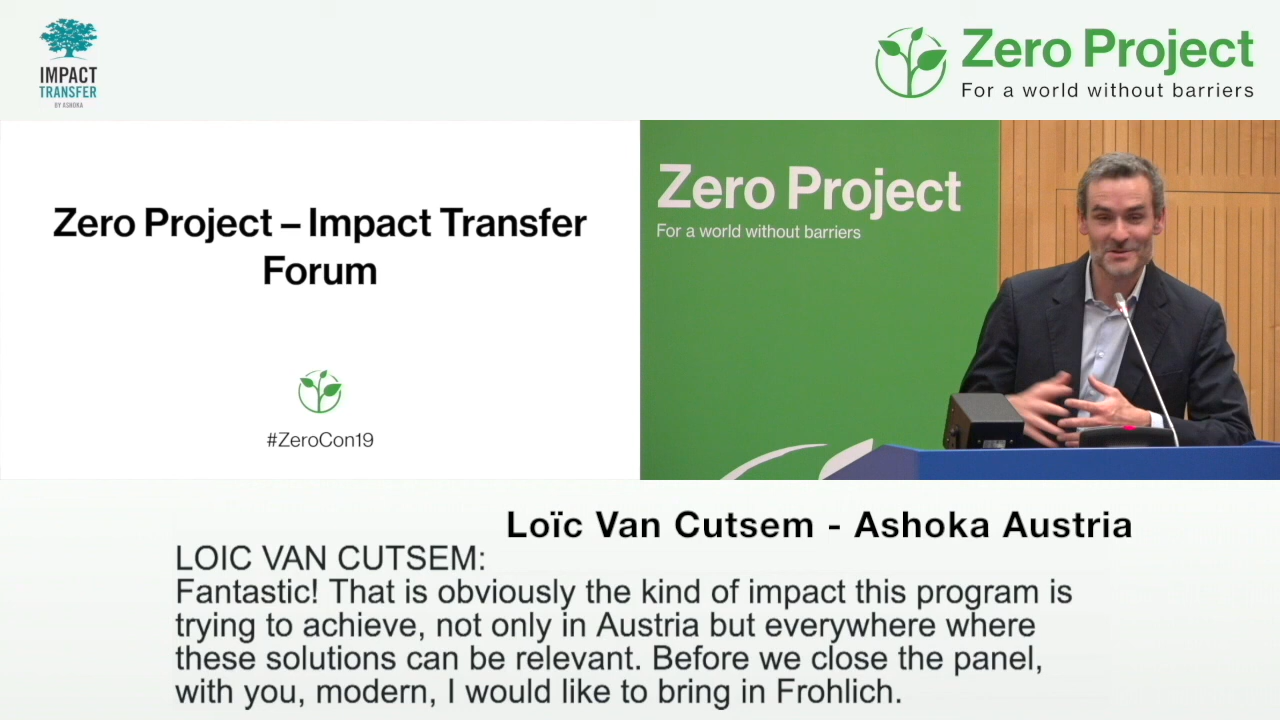 IMPACT
TRANSFER
BY ASHOKA
Zero Project
For a world without barriers
Zero Project – Impact Transfer
Forum
#ZeroCon19
Zero Project
For a world without barriers
Loïc Van Cutsem - Ashoka Austria
LOIC VAN CUTSEM:
Fantastic! That is obviously the kind of impact this program is
trying to achieve, not only in Austria but everywhere where
these solutions can be relevant. Before we close the panel,
with you, modern, I would like to bring in Frohlich.